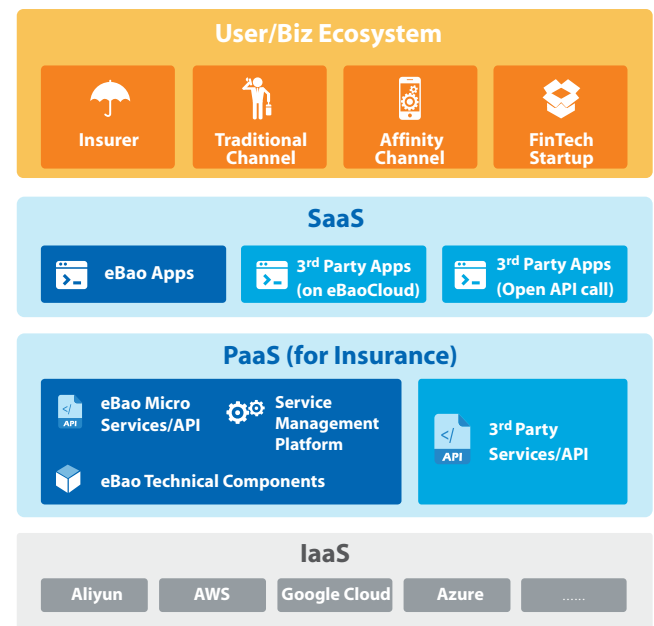 User/Biz Ecosystem
Insurer
Traditional
Channel
Affinity
Channel
FinTech
Startup
SaaS
eBao Apps
3rd Party Apps
(on eBaoCloud)
3rd Party Apps
(Open API call)
PaaS (for Insurance)
</>
API
eBao Micro
Services/API
Service
Management
Platform
eBao Technical Components
</>
API
3rd Party
Services/API
IaaS
Aliyun
AWS
Google Cloud
Azure
......